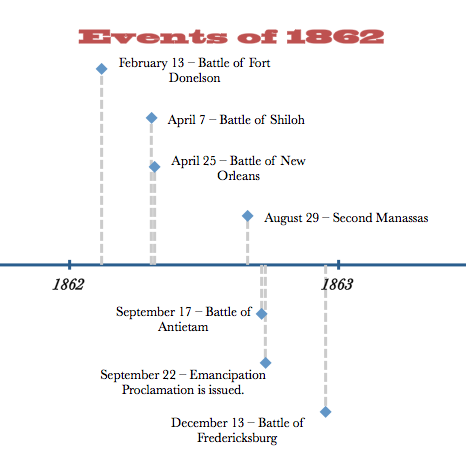 Events of 1862
February 13 – Battle of Fort
Donelson
April 7 – Battle of Shiloh
April 25 – Battle of New
Orleans
August 29 – Second Manassas
1862
1863
September 17 – Battle of
Antietam
September 22 – Emancipation
Proclamation is issued.
December 13 – Battle of
Fredericksburg